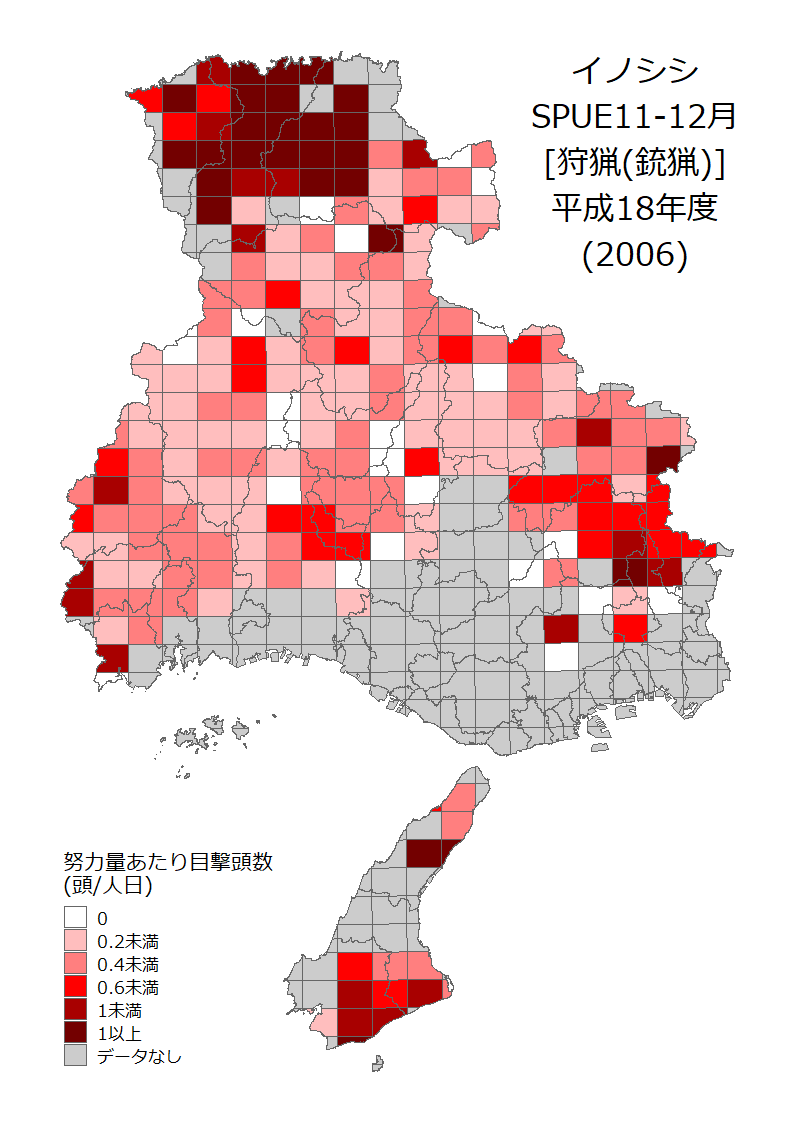 イノシシ
SPUE11-12月
[狩猟(銃猟)]
平成18年度
(2006)
努力量あたり目撃頭数
(頭/人日)
0
0.2未満
0.4未満
0.6未満
1未満
1以上
データなし